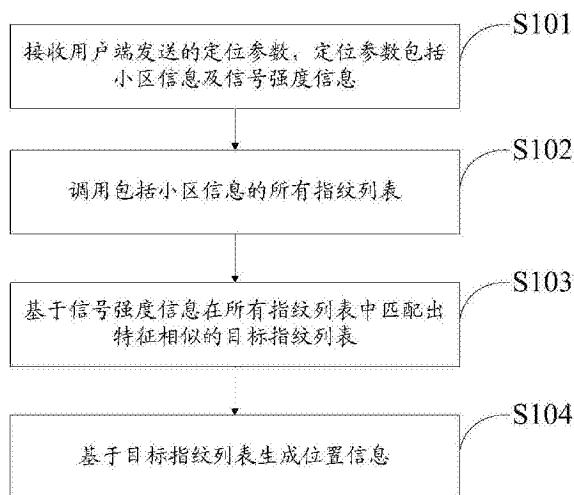 S101
接收用户端发送的定位参数，定位参数包括
小区信息及信号强度信息
S102
调用包括小区信息的所有指纹列表
S103
基于信号强度信息在所有指纹列表中匹配出
特征相似的目标指纹列表
S104
基于目标指纹列表生成位置信息